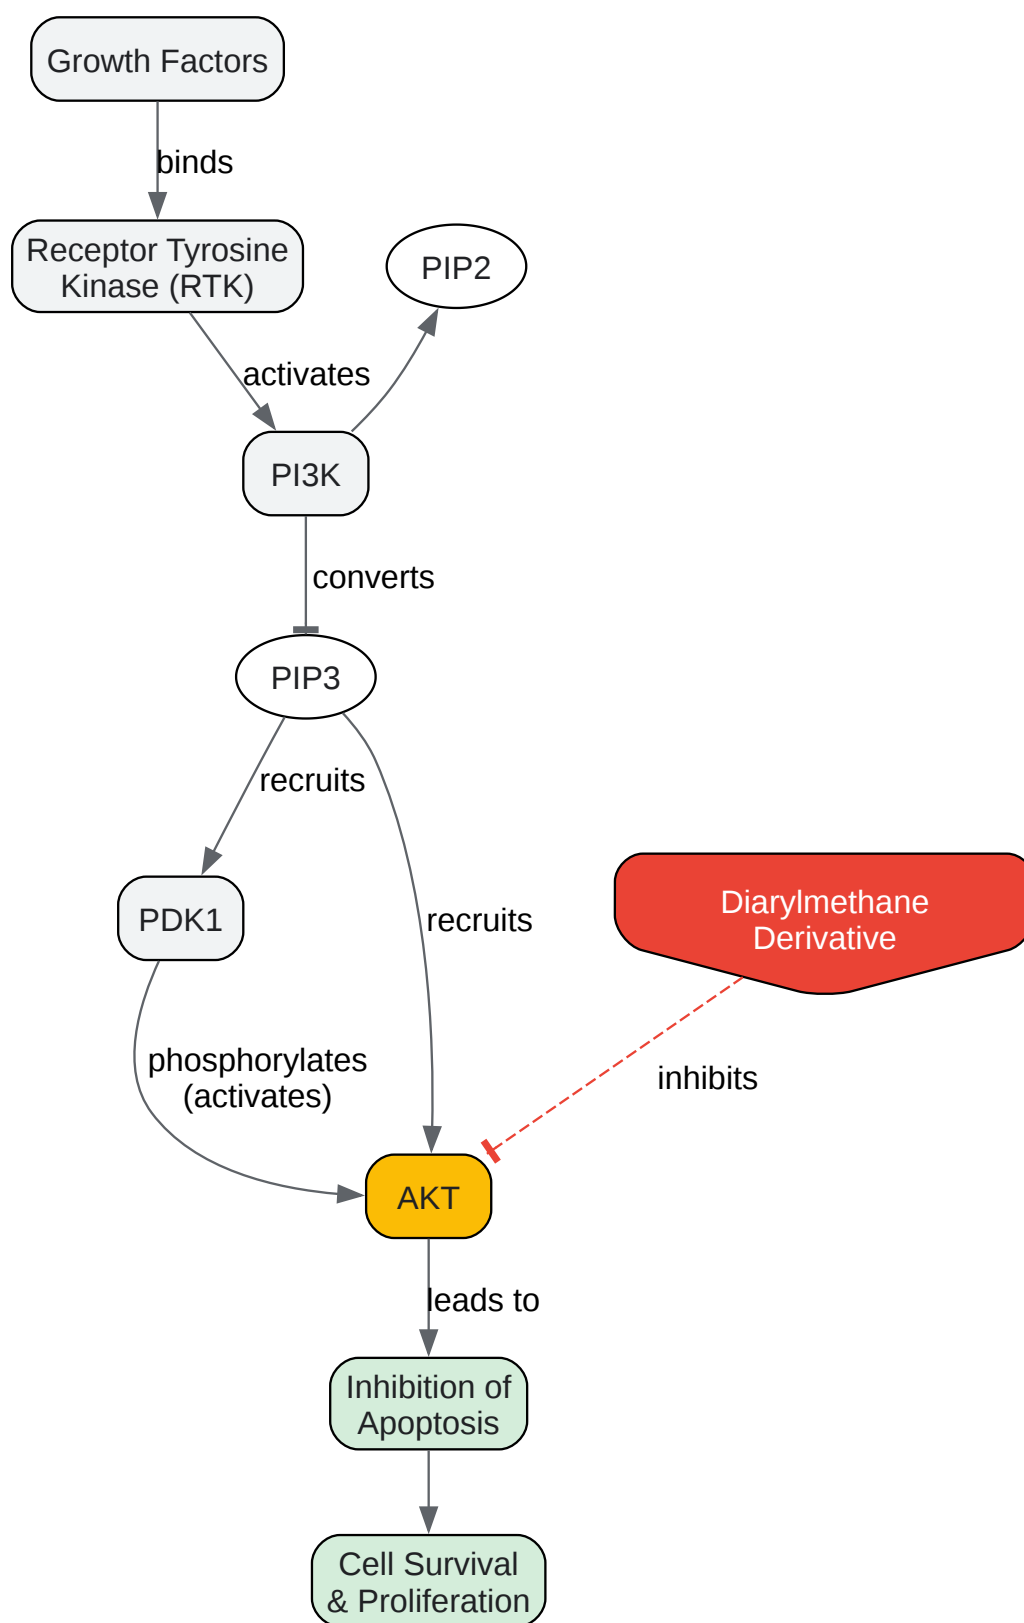 Growth Factors
binds
Receptor Tyrosine
Kinase (RTK)
PIP2
activates
PI3K
converts
PIP3
recruits
PDK1
recruits
Diarylmethane
Derivative
phosphorylates
(activates)
inhibits
AKT
leads to
Inhibition of
Apoptosis
Cell Survival
& Proliferation